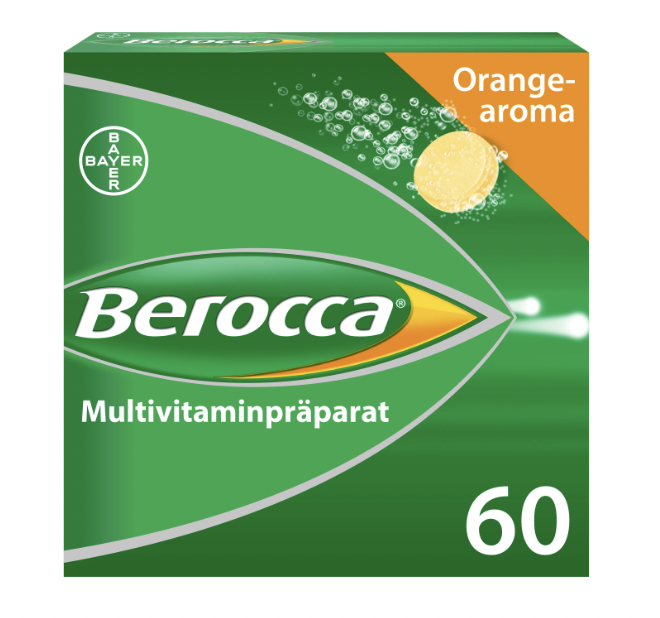 Berocca
Orange-
aroma
BAYER
BAYER
Berocca®
Multivitaminpräparat
60